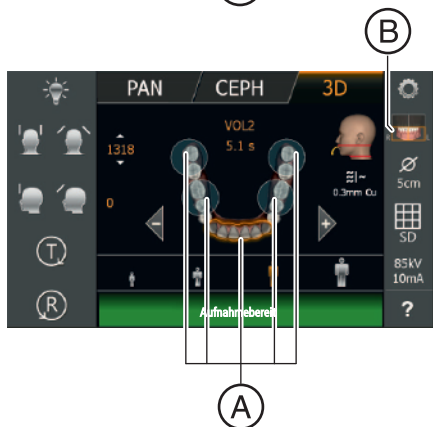 B
PAN
CEPH
3D
VOL2
5.1 s
1318
0
0.3mm Cu
5cm
SD
85kV
10mA
T
R
Aufnahmebereit
?
A